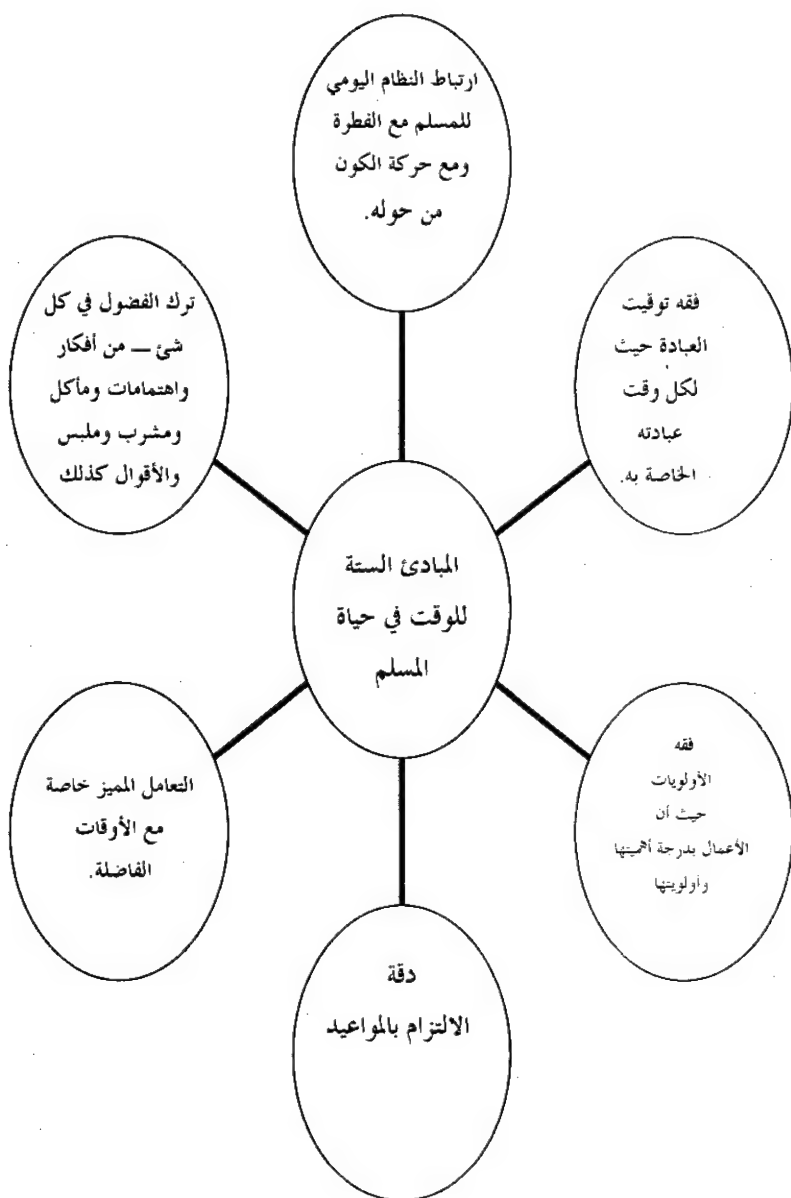 ارتباط النظام اليومي
للمسلم مع الفطرة
ومع حركة الكون
من حوله.
فقه توقيت
العبادة حيث
لكل وقت
عبادته
الخاصة به.
ترك الفضول في كل
شئ — من أفكار
واهتمامات ومأكل
ومشرب وملبس
والأقوال كذلك
المبادئ الستة
للوقت في حياة
المسلم
فقه
الأولويات
حيث أن
الأعمال بدرجة أهميتها
وأولويتها
التعامل المميز خاصة
مع الأوقات
الفاضلة.
دقة
الالتزام بالمواعيد